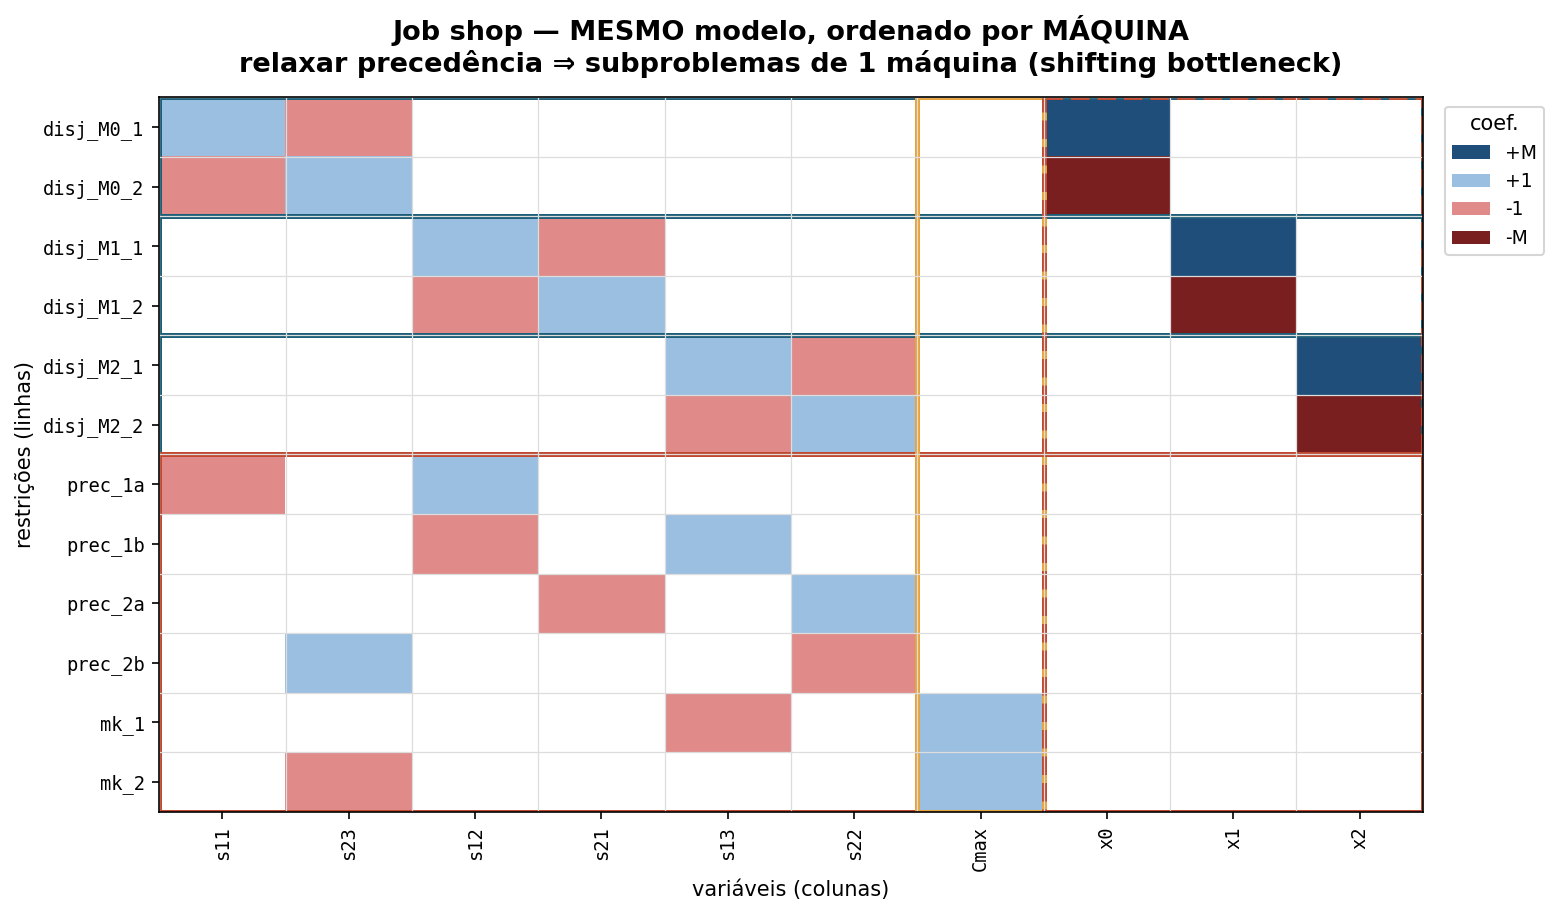 Job shop — MESMO modelo, ordenado por MÁQUINA
relaxar precedência ⇒ subproblemas de 1 máquina (shifting bottleneck)
coef.
+M
+1
-1
-M
restrições (linhas)
disj_M0_1
disj_M0_2
disj_M1_1
disj_M1_2
disj_M2_1
disj_M2_2
prec_1a
prec_1b
prec_2a
prec_2b
mk_1
mk_2
s11
s23
s12
s21
s13
s22
Cmax
x0
x1
x2
variáveis (colunas)